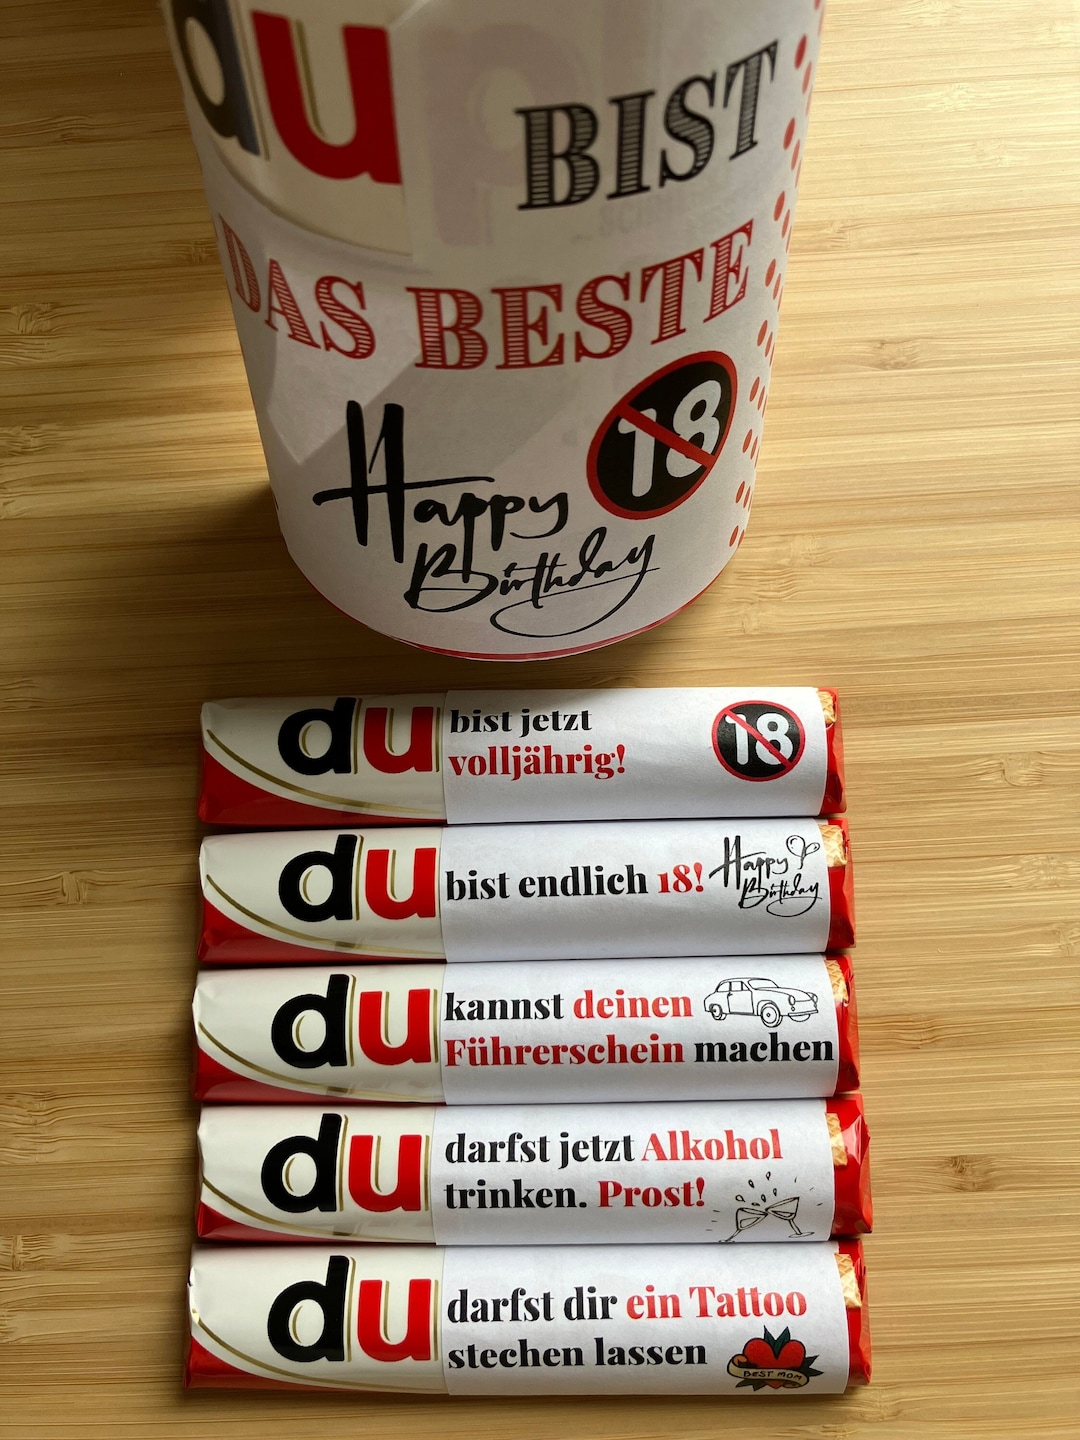 du BIST
DAS BESTE
18
Happy
Birthday
du bist jetzt
volljährig!
18
du bist endlich 18!
Happy
Birthday
du kannst deinen
Führerschein machen
du darfst jetzt Alkohol
trinken. Prost!
du darfst dir ein Tattoo
stechen lassen
BEST MOM